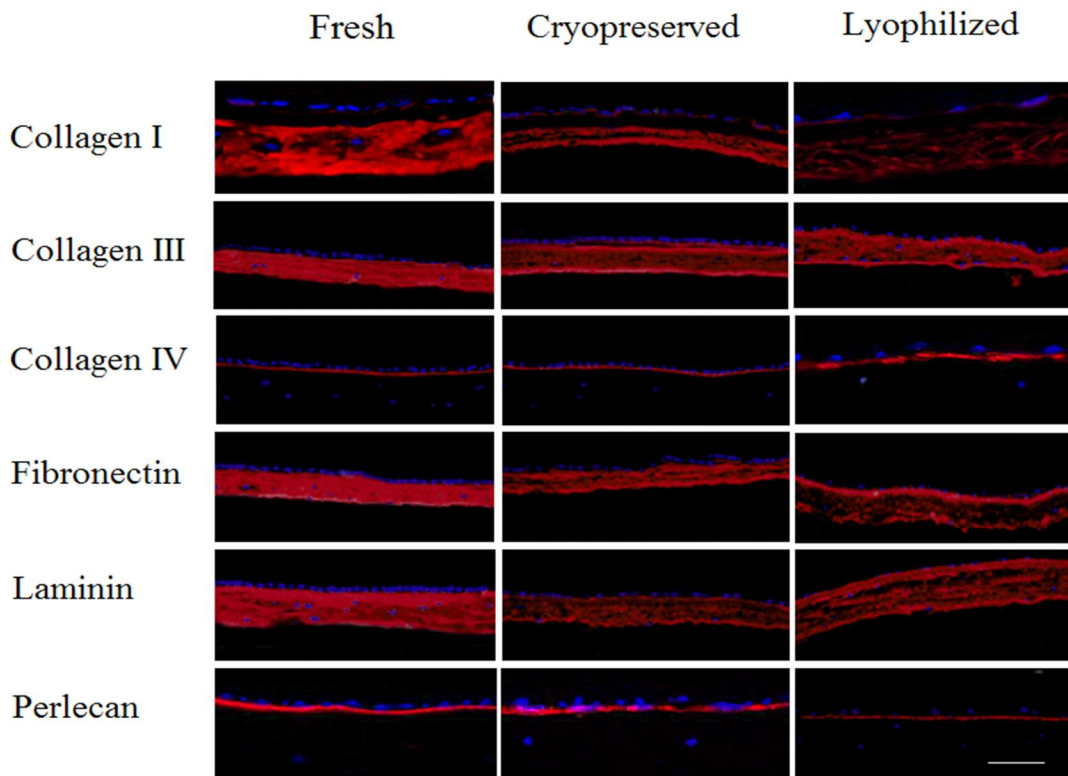 Fresh Cryopreserved Lyophilized
Collagen I
Collagen III
Collagen IV
Fibronectin
Laminin
Perlecan